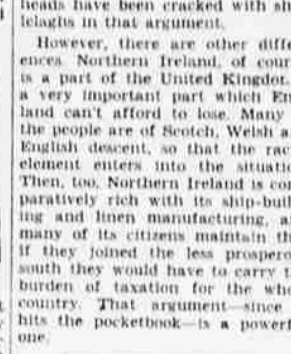 heads have been cracked with sh
lelaghs in that argument.
However, there are other diffe
ences. Northern Ireland, of cour
is a part of the United Kingdo
a very important part which En
land can't afford to lose. Many
the people are of Scotch, Welsh a
English descent, so that the rac
element enters into the situatio
Then, too, Northern Ireland is com
paratively rich with its ship-buil
ing and linen manufacturing, a
many of its citizens maintain th
if they joined the less prospero
south they would have to carry t
burden of taxation for the who
country. That argument—since
hits the pocketbook—is a powerf
one.